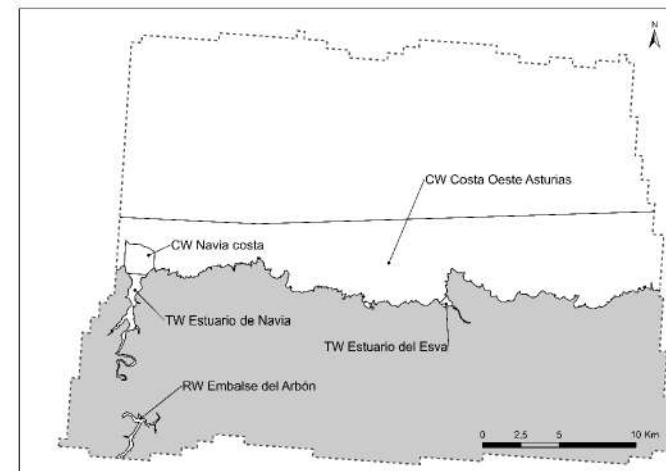 N
CW Costa Oeste Asturias
CW Navia costa
TW Estuario de Navia
TW Estuario del Esva
RW Embalse del Arbón
0 2,5 5 10 Km